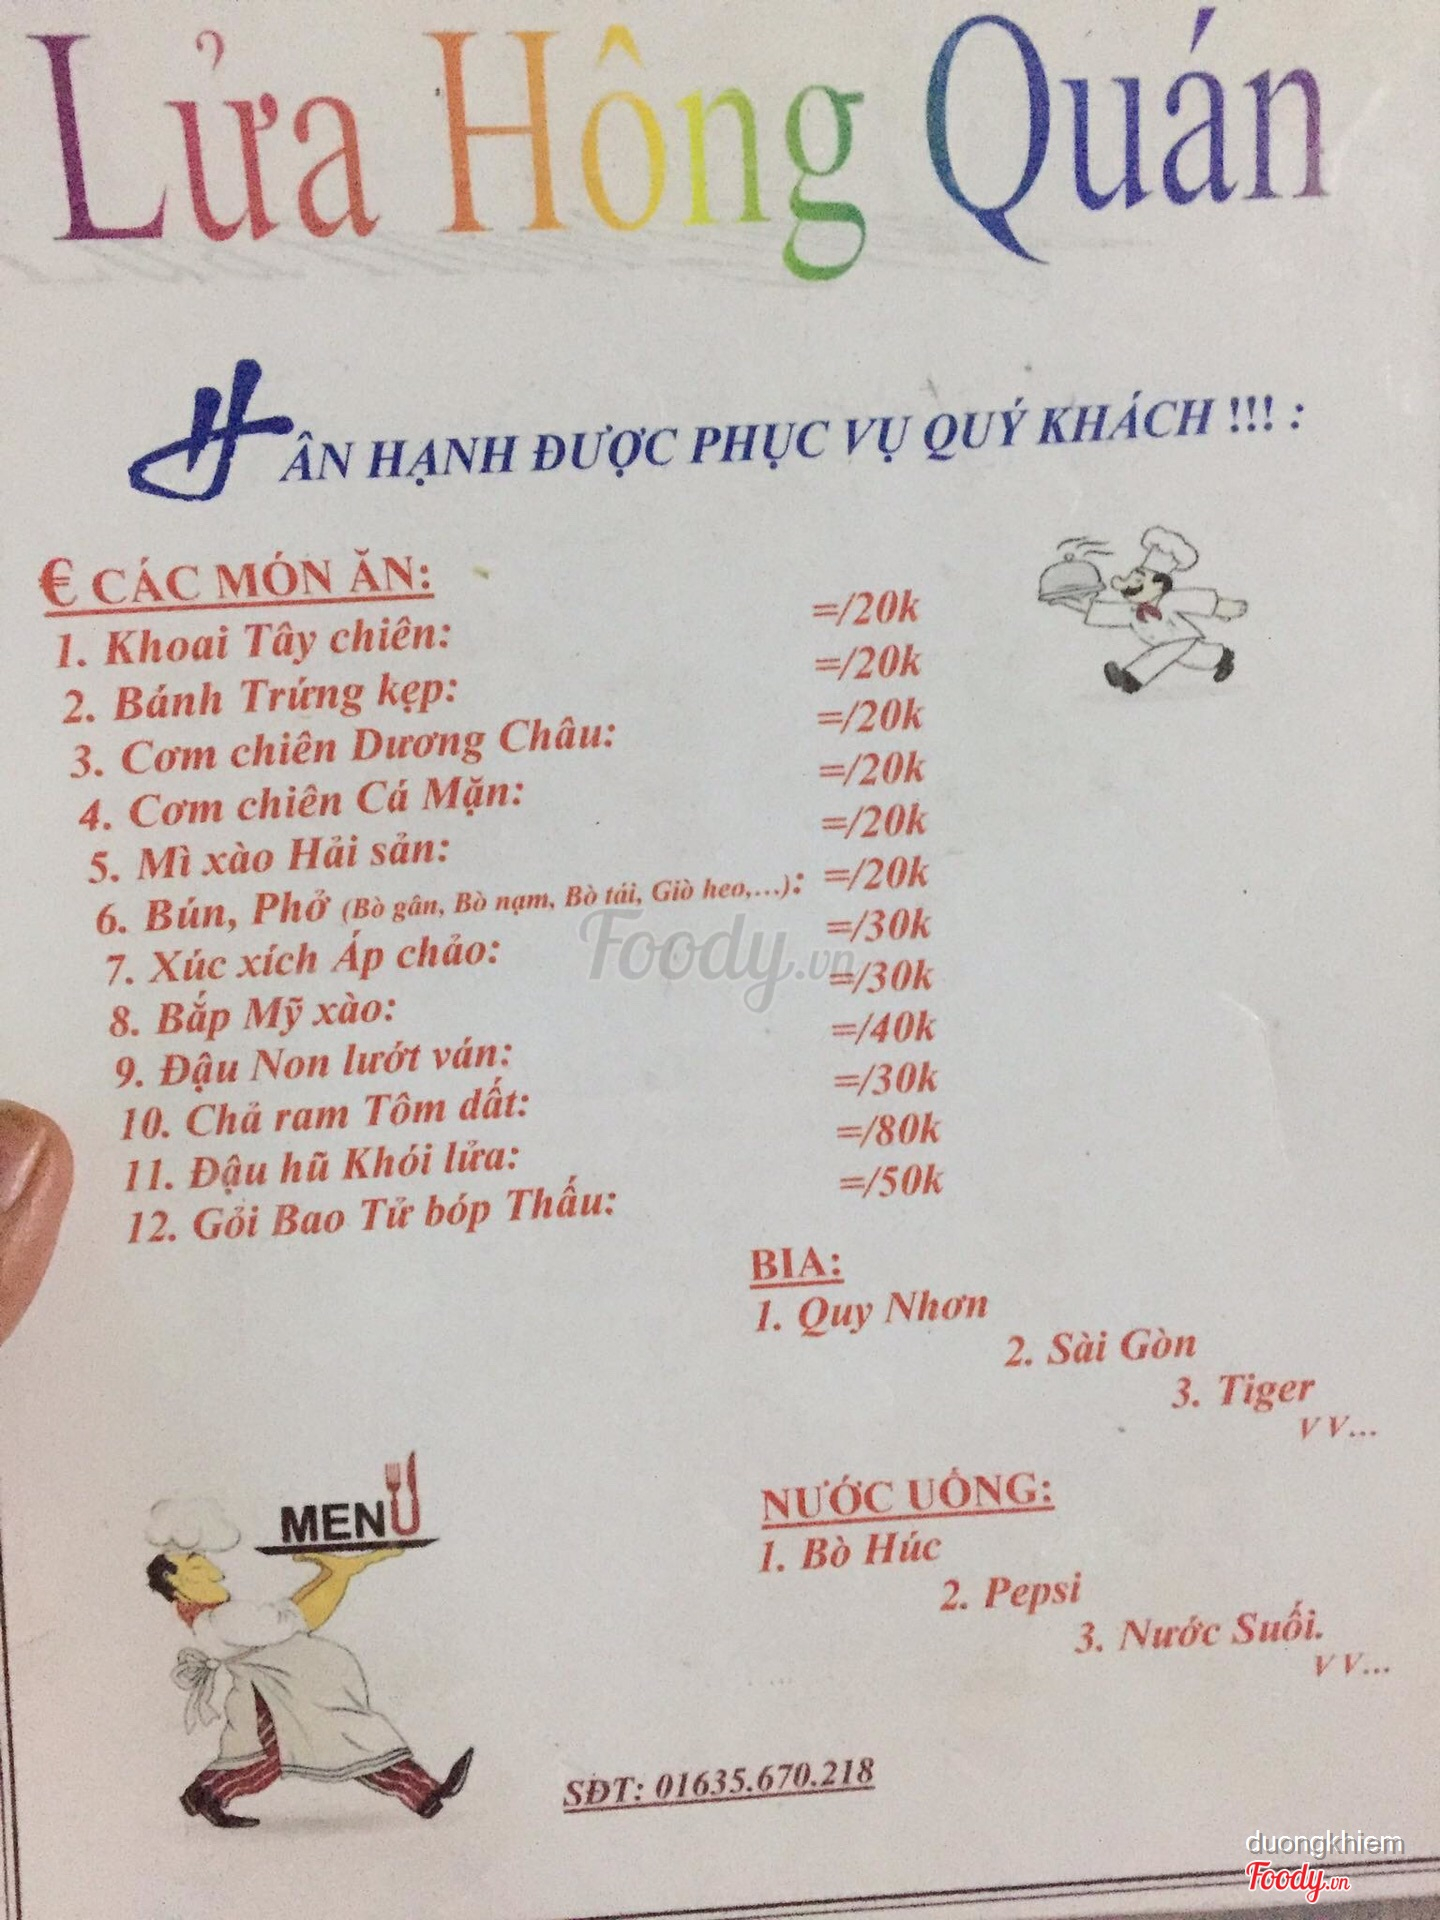 Lửa Hông Quán
HÂN HẠNH ĐƯỢC PHỤC VỤ QUÝ KHÁCH !!! :
€ CÁC MÓN ĂN:
1. Khoai Tây chiên: =/20k
2. Bánh Trứng kẹp: =/20k
3. Cơm chiên Dương Châu: =/20k
4. Cơm chiên Cá Mặn: =/20k
5. Mì xào Hải sản: =/20k
6. Bún, Phở (Bò gân, Bò nạm, Bò tái, Giò heo,...): =/20k
7. Xúc xích Áp chảo: =/30k
8. Bắp Mỹ xào: =/30k
9. Đậu Non lướt ván: =/40k
10. Chả ram Tôm đất: =/30k
11. Đậu hũ Khói lửa: =/80k
12. Gỏi Bao Tử bóp Thấu: =/50k
Foody.vn
BIA:
1. Quy Nhơn
2. Sài Gòn
3. Tiger
V V...
MENU
NƯỚC UỐNG:
1. Bò Húc
2. Pepsi
3. Nước Suối.
V V...
SĐT: 01635.670.218
duongkhiem
Foody.vn